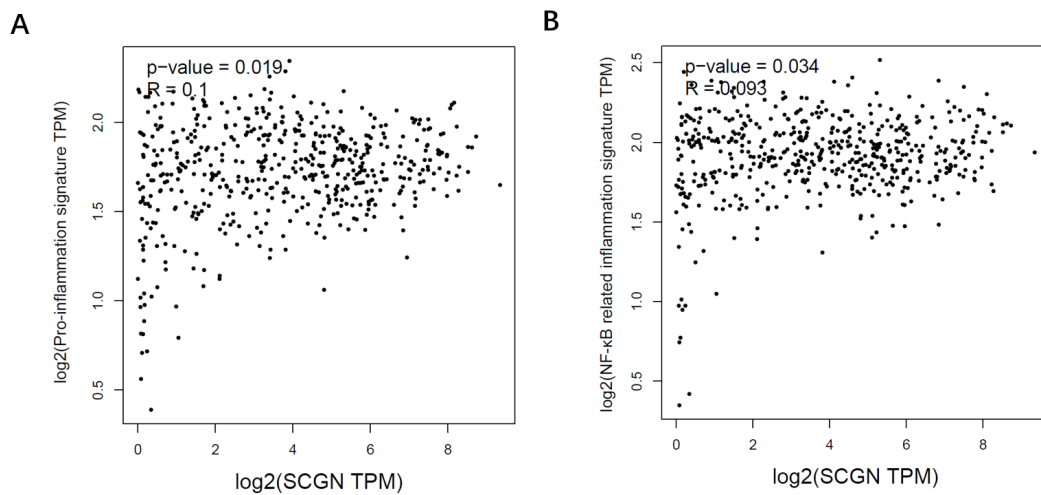 A
p-value = 0.019
R = 0.1
log2(Pro-inflammation signature TPM)
2.0
1.5
1.0
0.5
0 2 4 6 8
log2(SCGN TPM)
B
p-value = 0.034
R = 0.093
log2(NF-κB related inflammation signature TPM)
2.5
2.0
1.5
1.0
0.5
0 2 4 6 8
log2(SCGN TPM)